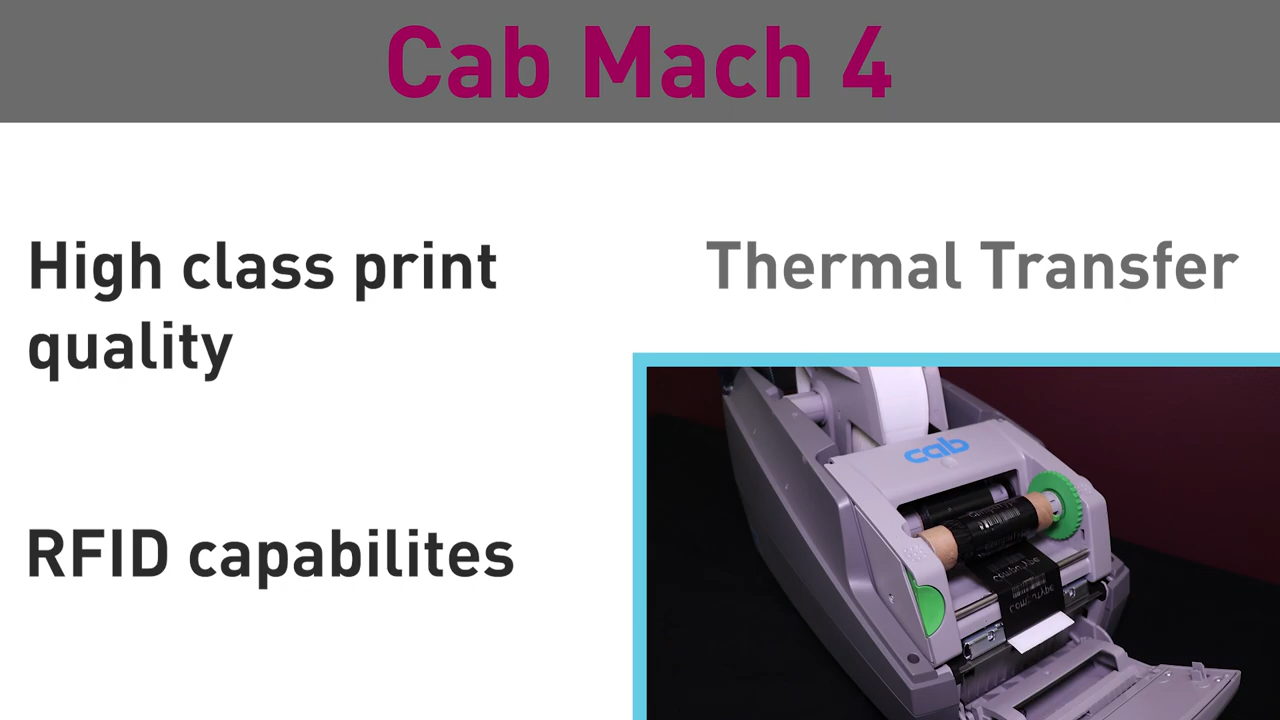 Cab Mach 4
High class print
quality
Thermal Transfer
RFID capabilites
cab